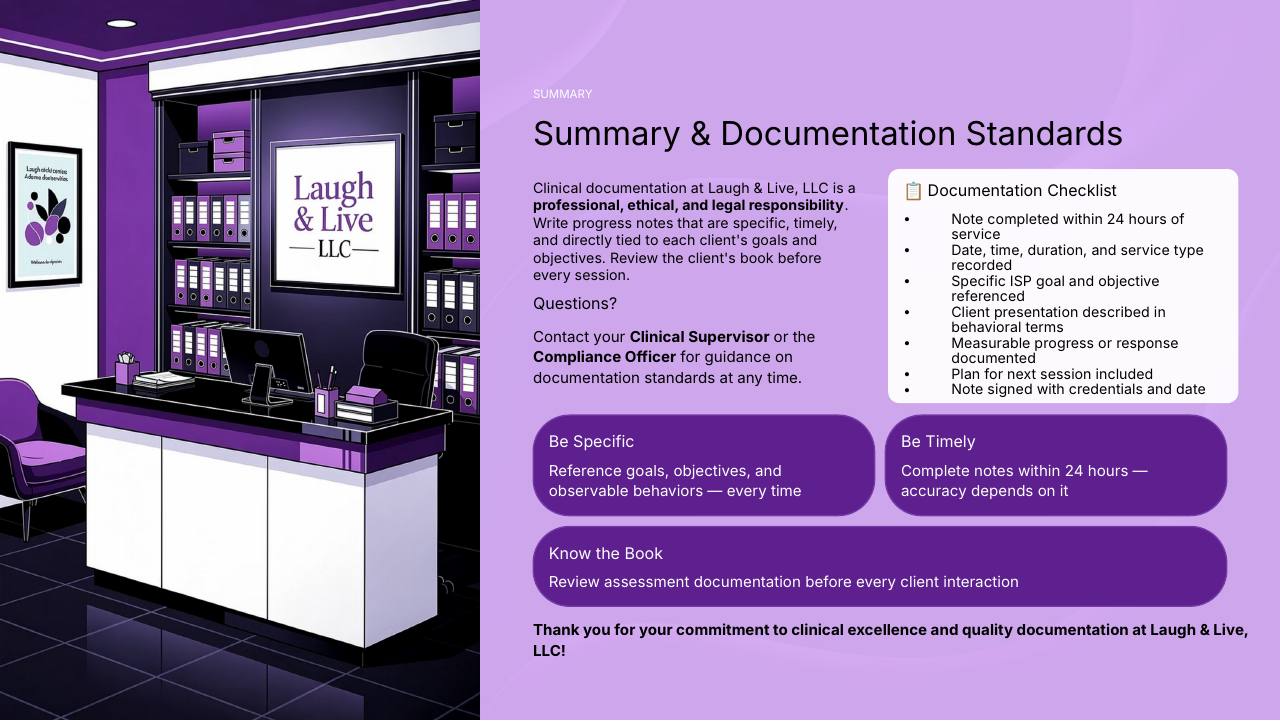 Laugh
& Live
LLC
SUMMARY
Summary & Documentation Standards
Clinical documentation at Laugh & Live, LLC is a
professional, ethical, and legal responsibility.
Write progress notes that are specific, timely,
and directly tied to each client's goals and
objectives. Review the client's book before
every session.
Questions?
Contact your Clinical Supervisor or the
Compliance Officer for guidance on
documentation standards at any time.
📋 Documentation Checklist
• Note completed within 24 hours of
service
• Date, time, duration, and service type
recorded
• Specific ISP goal and objective
referenced
• Client presentation described in
behavioral terms
• Measurable progress or response
documented
• Plan for next session included
• Note signed with credentials and date
Be Specific
Reference goals, objectives, and
observable behaviors — every time
Be Timely
Complete notes within 24 hours —
accuracy depends on it
Know the Book
Review assessment documentation before every client interaction
Thank you for your commitment to clinical excellence and quality documentation at Laugh & Live,
LLC!